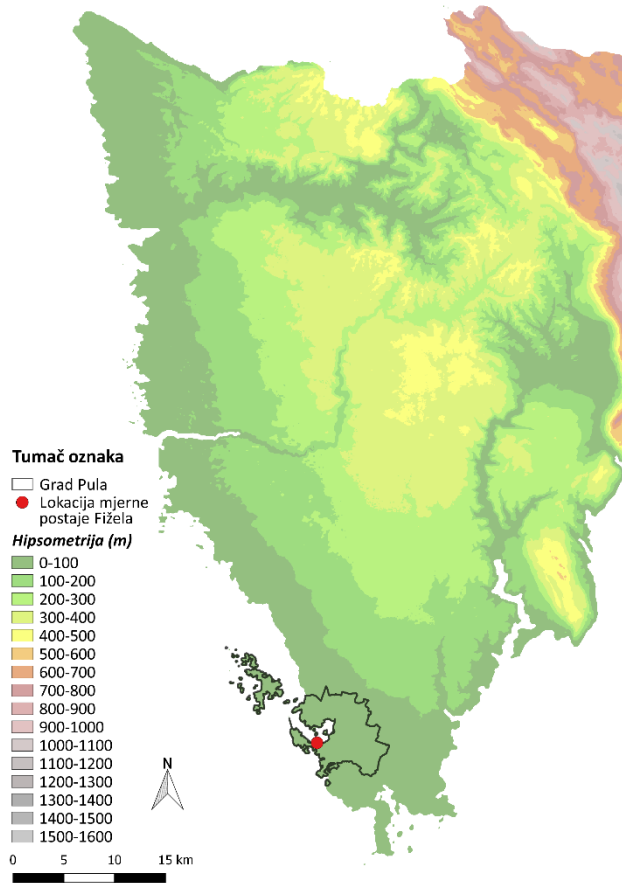 Tumač oznaka
Grad Pula
Lokacija mjerne
postaje Fižela
Hipsometrija (m)
0-100
100-200
200-300
300-400
400-500
500-600
600-700
700-800
800-900
900-1000
1000-1100
1100-1200
1200-1300
1300-1400
1400-1500
1500-1600
N
0 5 10 15 km